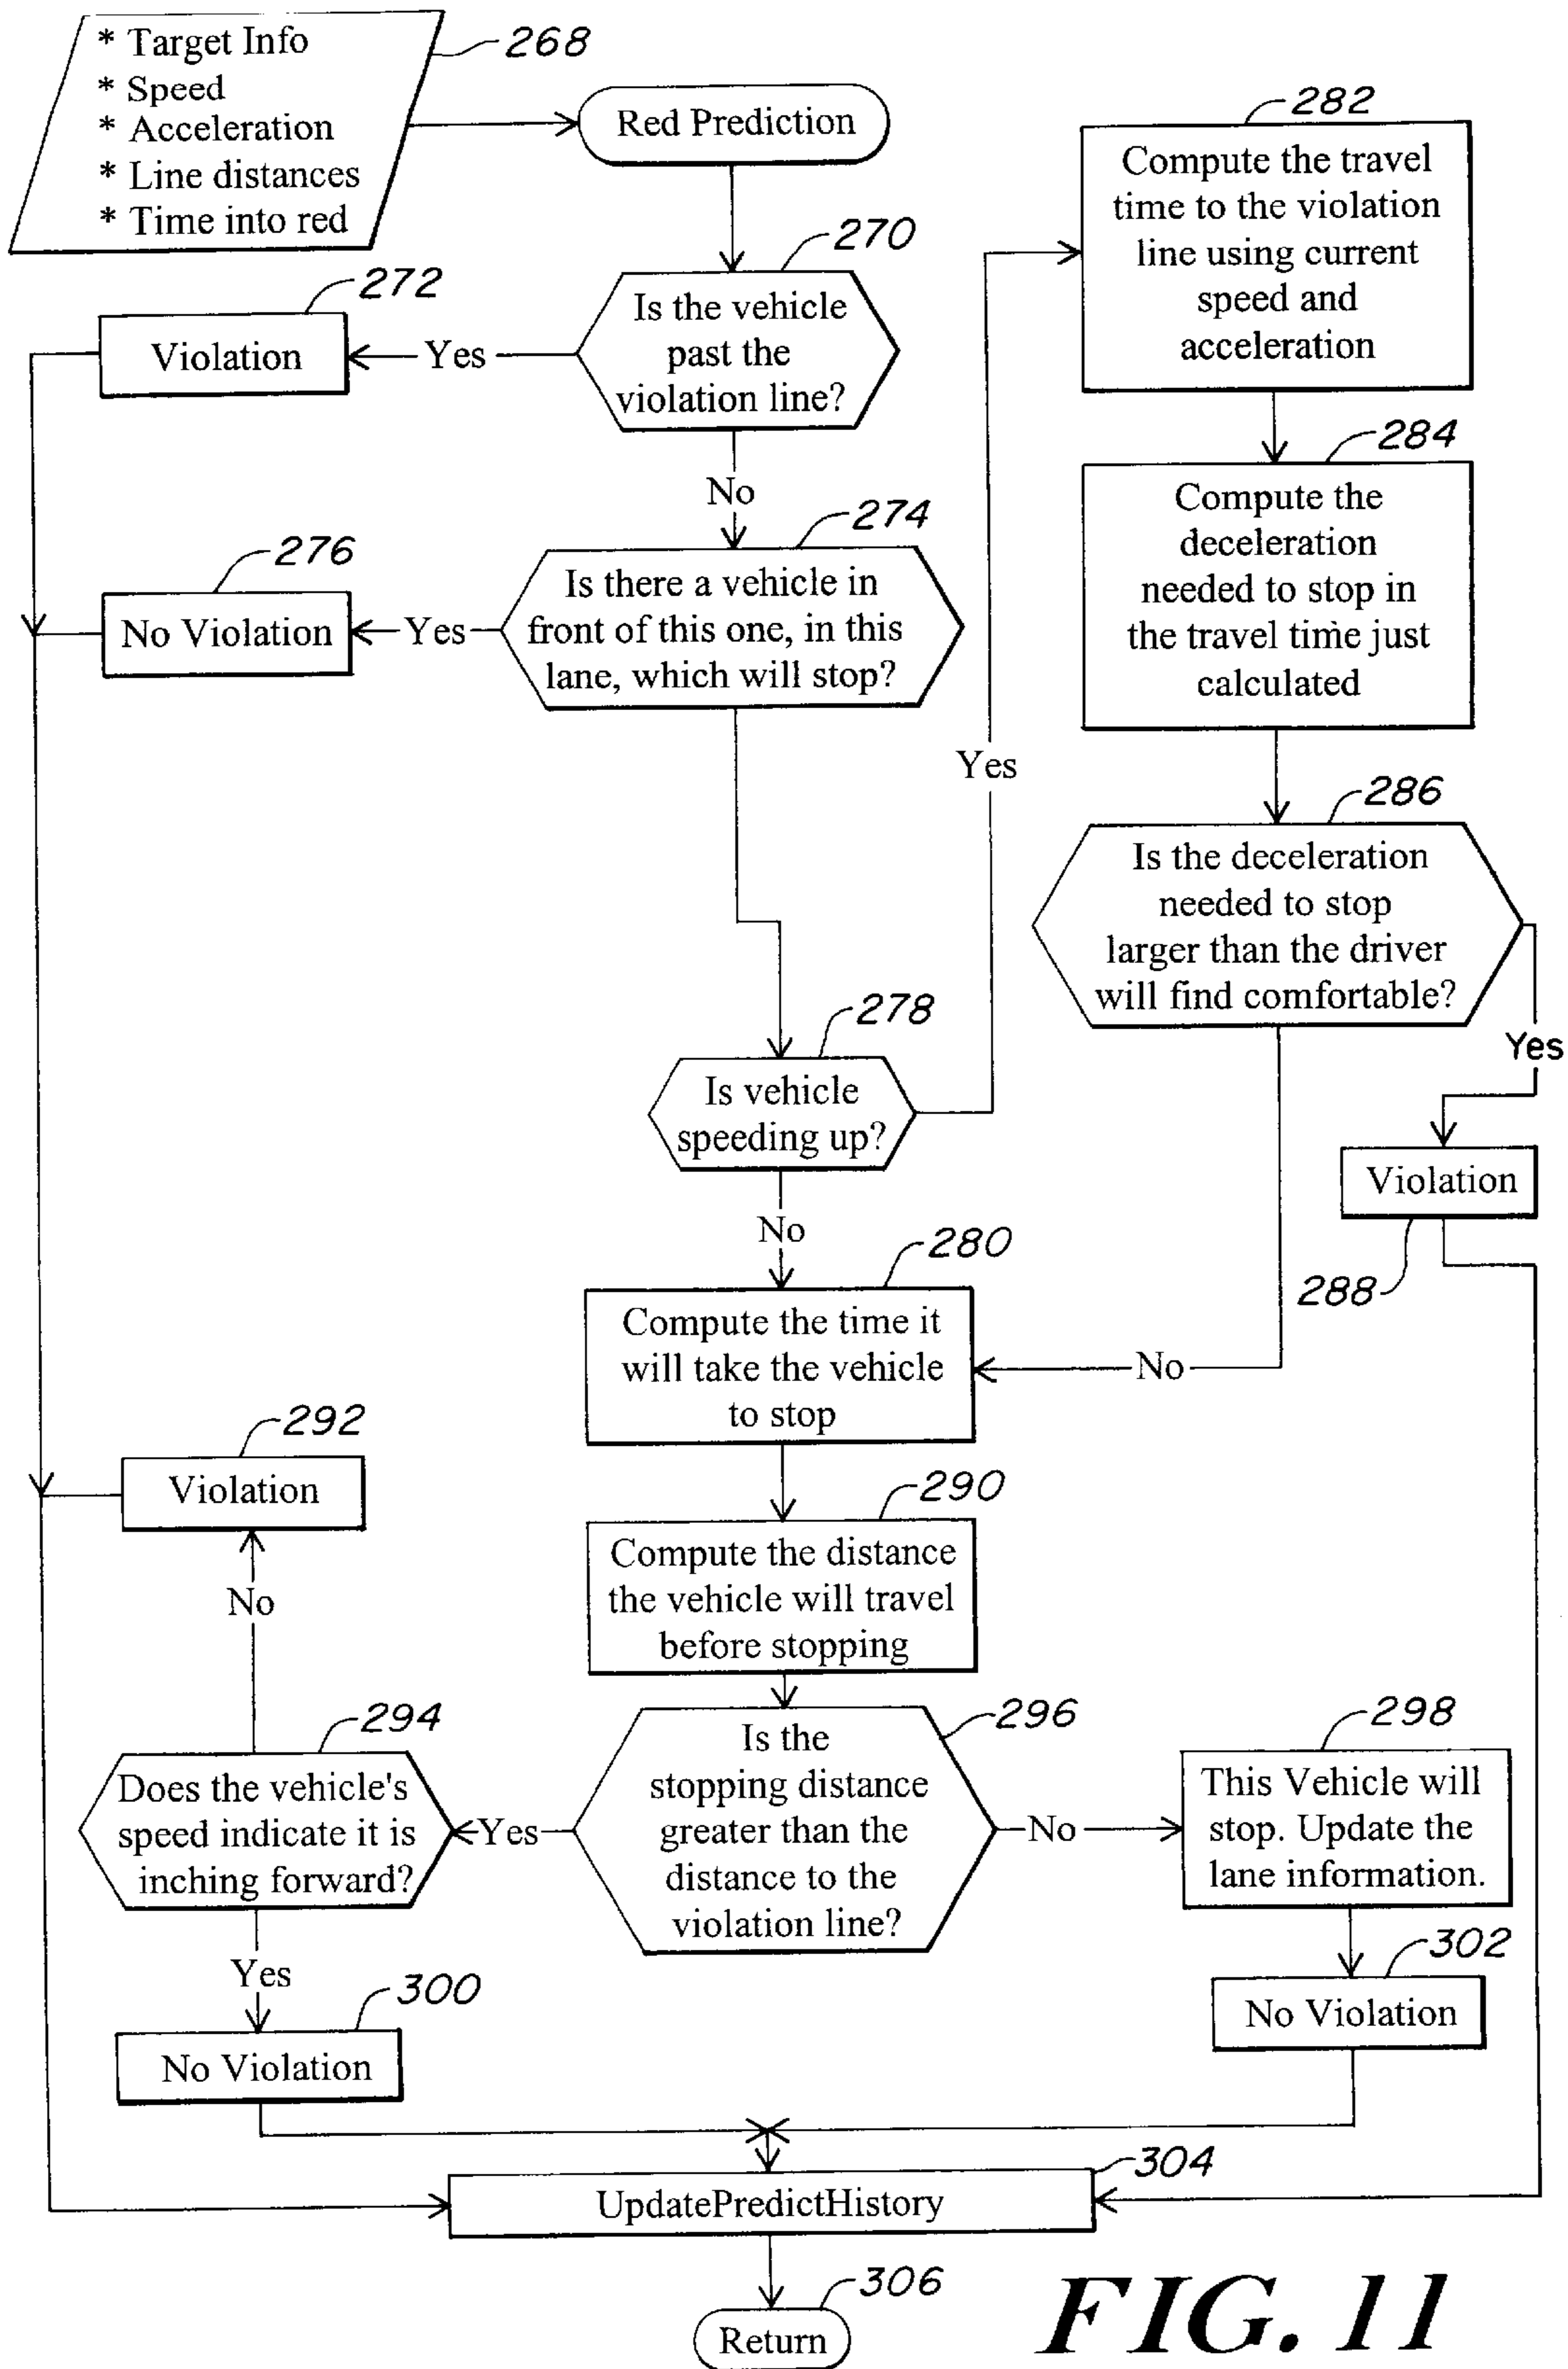 * Target Info
* Speed
* Acceleration
* Line distances
* Time into red
268
Red Prediction
270
Is the vehicle
past the
violation line?
Yes
272
Violation
No
274
Is there a vehicle in
front of this one, in this
lane, which will stop?
Yes
276
No Violation
278
Is vehicle
speeding up?
Yes
282
Compute the travel
time to the violation
line using current
speed and
acceleration
284
Compute the
deceleration
needed to stop in
the travel time just
calculated
286
Is the deceleration
needed to stop
larger than the driver
will find comfortable?
Yes
Violation
288
No
No
280
Compute the time it
will take the vehicle
to stop
290
Compute the distance
the vehicle will travel
before stopping
296
Is the
stopping distance
greater than the
distance to the
violation line?
Yes
294
Does the vehicle's
speed indicate it is
inching forward?
No
292
Violation
Yes
300
No Violation
No
298
This Vehicle will
stop. Update the
lane information.
302
No Violation
304
UpdatePredictHistory
306
Return
FIG. 11